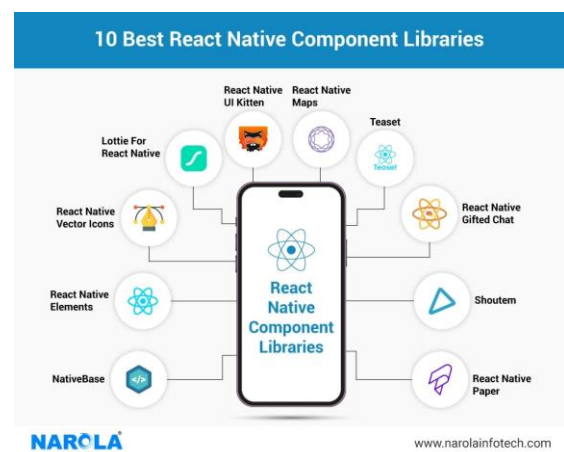 10 Best React Native Component Libraries
React Native
UI Kitten
React Native
Maps
Teaset
Lottie For
React Native
Teaset
React Native
Vector Icons
React Native
Gifted Chat
React Native
Elements
Shoutem
NativeBase
</>
React Native
Paper
React
Native
Component
Libraries
NAROLA
www.narolainfotech.com